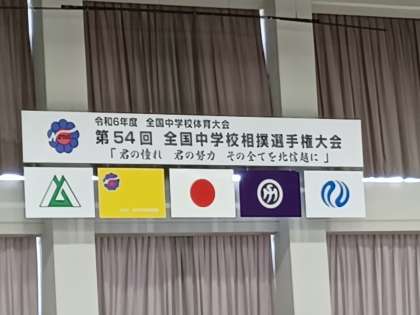 令和6年度 全国中学校体育大会
第54回 全国中学校相撲選手権大会
「君の憧れ 君の努力 その全てを北信越に」